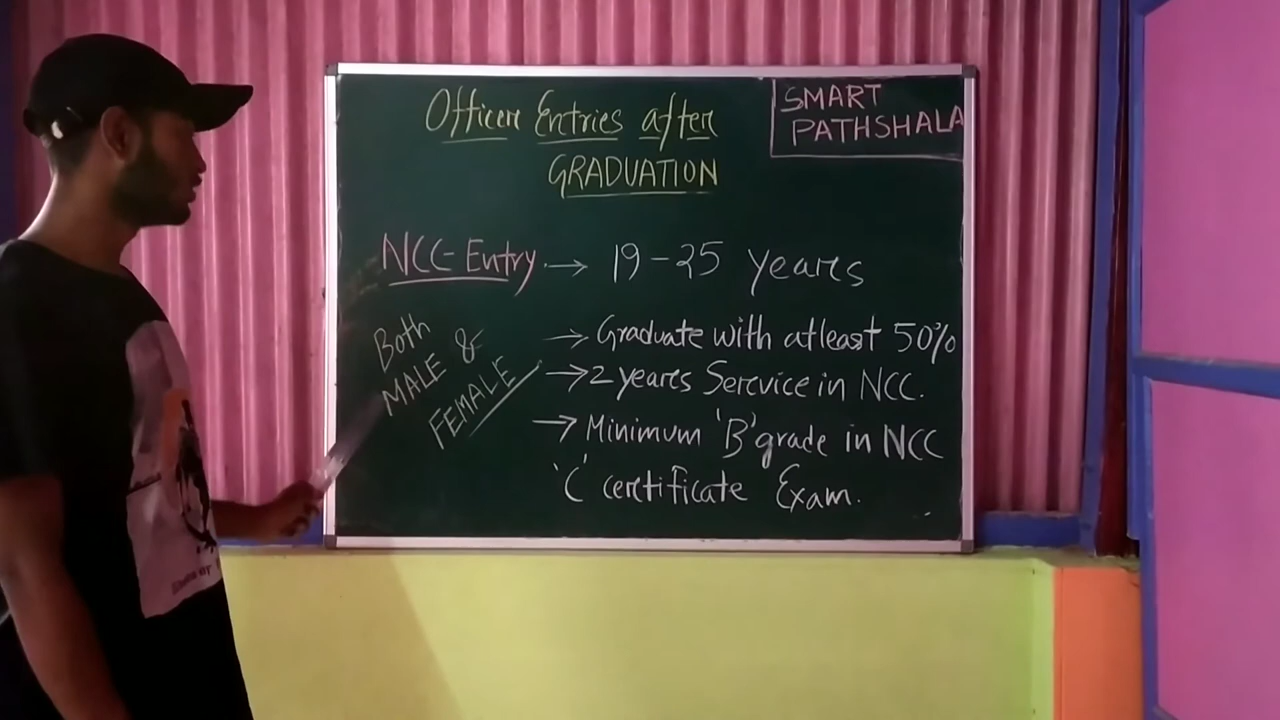 Officer Entries after
GRADUATION
SMART
PATHSHALA
NCC-Entry → 19-25 years
Both
MALE &
FEMALE
→ Graduate with atleast 50%
→ 2 years Service in NCC.
→ Minimum 'B' grade in NCC
'C' certificate Exam.